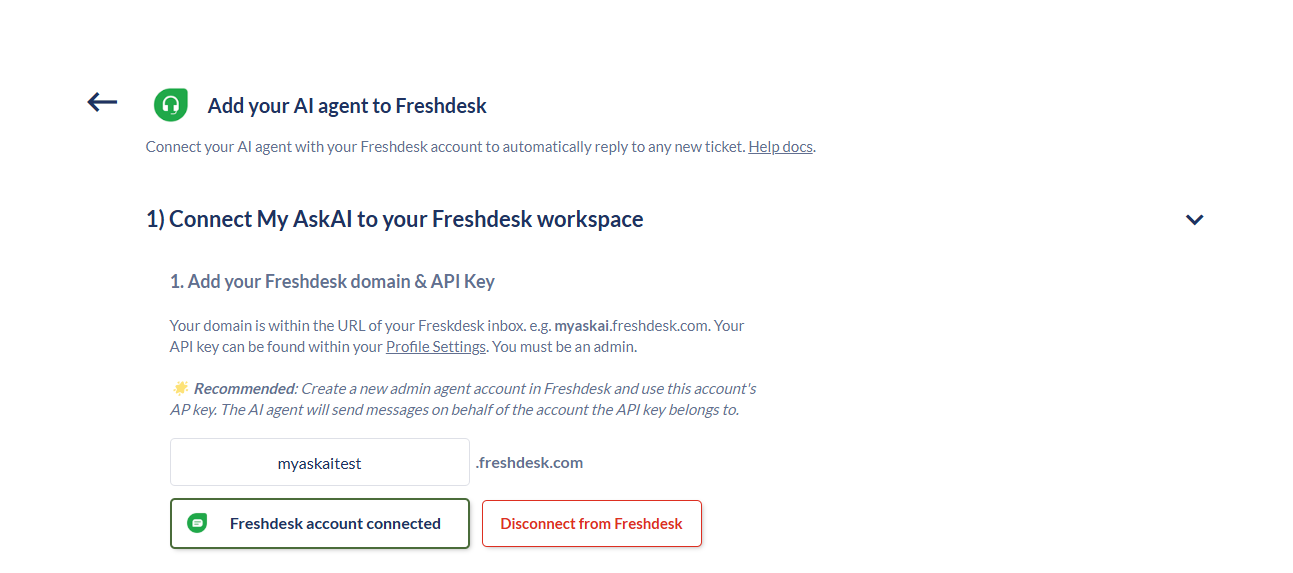 Add your AI agent to Freshdesk
Connect your AI agent with your Freshdesk account to automatically reply to any new ticket. Help docs.
1) Connect My AskAI to your Freshdesk workspace
1. Add your Freshdesk domain & API Key
Your domain is within the URL of your Freskdesk inbox. e.g. myaskai.freshdesk.com. Your
API key can be found within your Profile Settings. You must be an admin.
🌟 Recommended: Create a new admin agent account in Freshdesk and use this account's
AP key. The AI agent will send messages on behalf of the account the API key belongs to.
myaskaitest .freshdesk.com
Freshdesk account connected Disconnect from Freshdesk